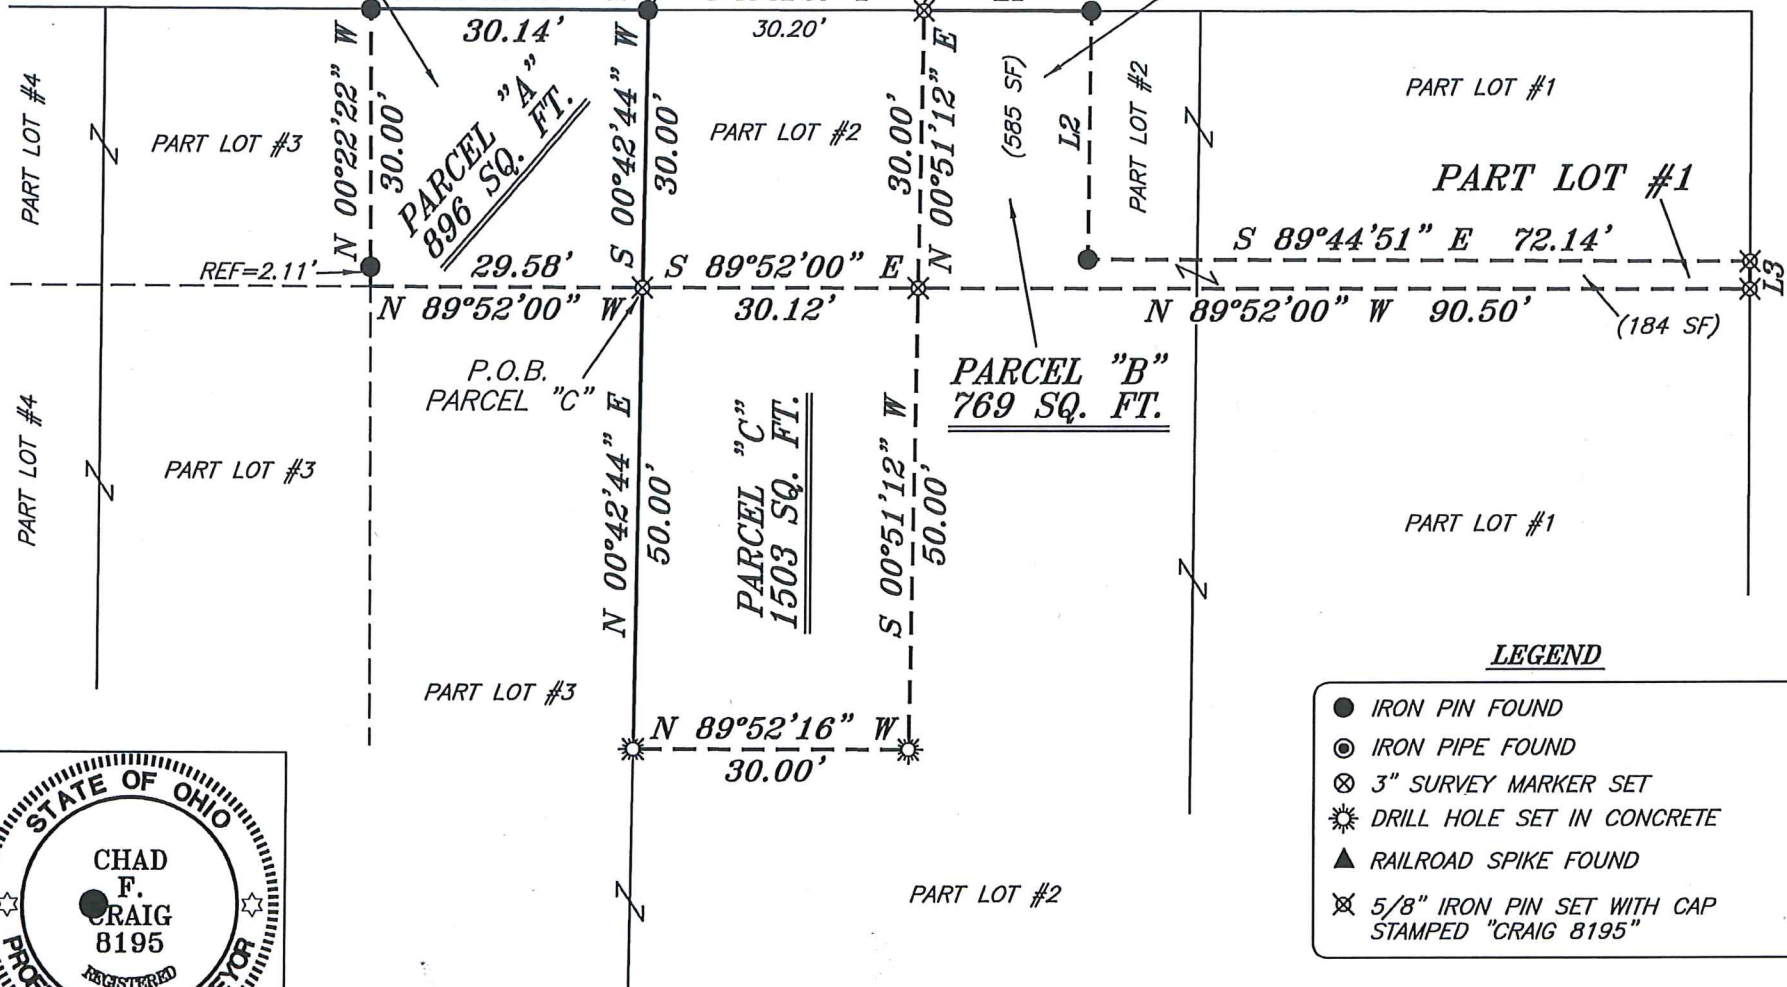 30.14'
30.20'
PART LOT #4
N 00°22'22" W
30.00'
PARCEL "A"
896 SQ. FT.
S 00°42'44" W
30.00'
30.00'
N 00°51'12" E
(585 SF)
L2
PART LOT #2
PART LOT #1
PART LOT #3
PART LOT #2
PART LOT #1
S 89°44'51" E 72.14'
REF=2.11'
29.58'
S 89°52'00" E
L3
N 89°52'00" W
30.12'
N 89°52'00" W 90.50'
(184 SF)
P.O.B.
PARCEL "C"
PARCEL "B"
769 SQ. FT.
PART LOT #4
PART LOT #3
N 00°42'44" E
50.00'
PARCEL "C"
1503 SQ. FT.
S 00°51'12" W
50.00'
PART LOT #1
PART LOT #3
N 89°52'16" W
30.00'
LEGEND
IRON PIN FOUND
IRON PIPE FOUND
3" SURVEY MARKER SET
DRILL HOLE SET IN CONCRETE
RAILROAD SPIKE FOUND
5/8" IRON PIN SET WITH CAP
STAMPED "CRAIG 8195"
PART LOT #2
STATE OF OHIO
CHAD
F.
CRAIG
8195
REGISTERED